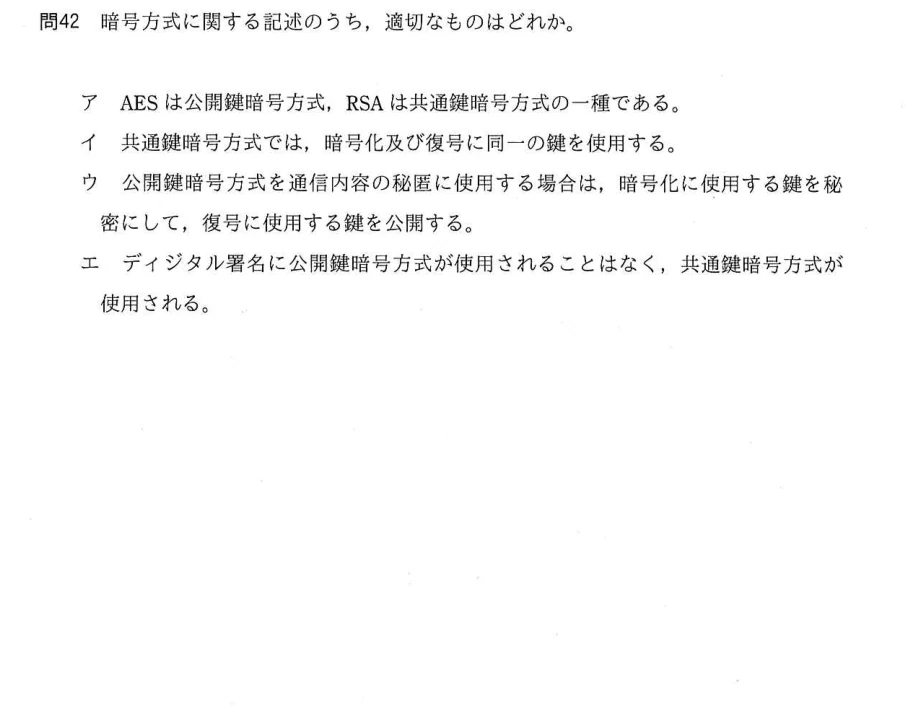 問42 暗号方式に関する記述のうち，適切なものはどれか。
ア AES は公開鍵暗号方式，RSA は共通鍵暗号方式の一種である。
イ 共通鍵暗号方式では，暗号化及び復号に同一の鍵を使用する。
ウ 公開鍵暗号方式を通信内容の秘匿に使用する場合は，暗号化に使用する鍵を秘
密にして，復号に使用する鍵を公開する。
エ ディジタル署名に公開鍵暗号方式が使用されることはなく，共通鍵暗号方式が
使用される。